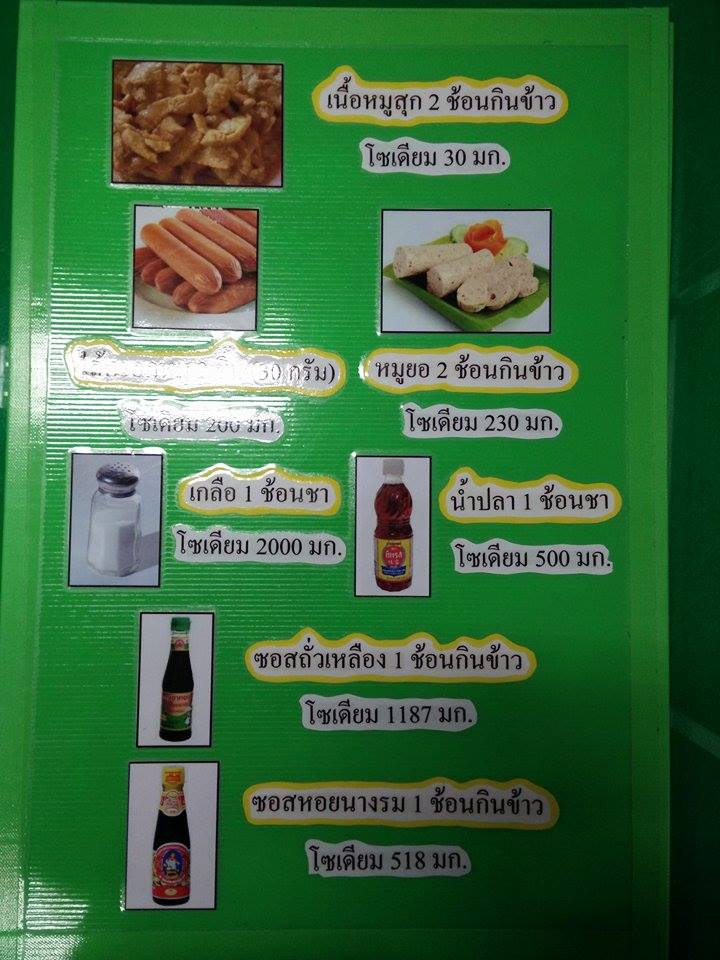 เนื้อหมูสุก 2 ช้อนกินข้าว
โซเดียม 30 มก.
(30 กรัม)
โซเดียม 200 มก.
หมูยอ 2 ช้อนกินข้าว
โซเดียม 230 มก.
เกลือ 1 ช้อนชา
โซเดียม 2000 มก.
น้ำปลา 1 ช้อนชา
โซเดียม 500 มก.
ซอสถั่วเหลือง 1 ช้อนกินข้าว
โซเดียม 1187 มก.
ซอสหอยนางรม 1 ช้อนกินข้าว
โซเดียม 518 มก.